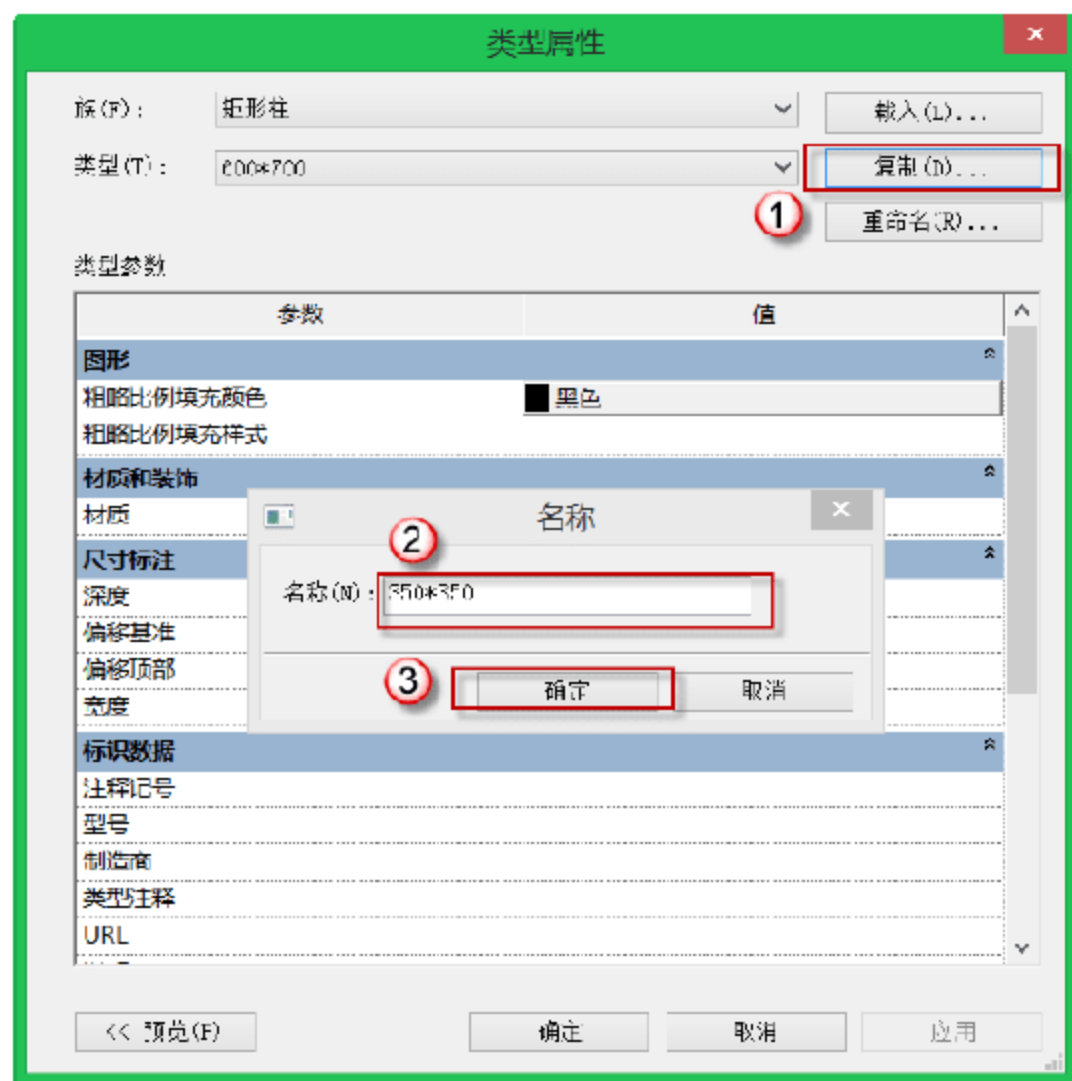 类型属性
族(F): 矩形柱 载入(L)...
类型(T): 600*700 复制(D)...
① 重命名(R)...
类型参数
参数 值
图形
粗略比例填充颜色 黑色
粗略比例填充样式
材质和装饰
材质
名称
②
尺寸标注
深度
名称(N): 350*350
偏移基准
偏移顶部
③ 确定 取消
宽度
标识数据
注释记号
型号
制造商
类型注释
URL
<< 预览(P) 确定 取消 应用